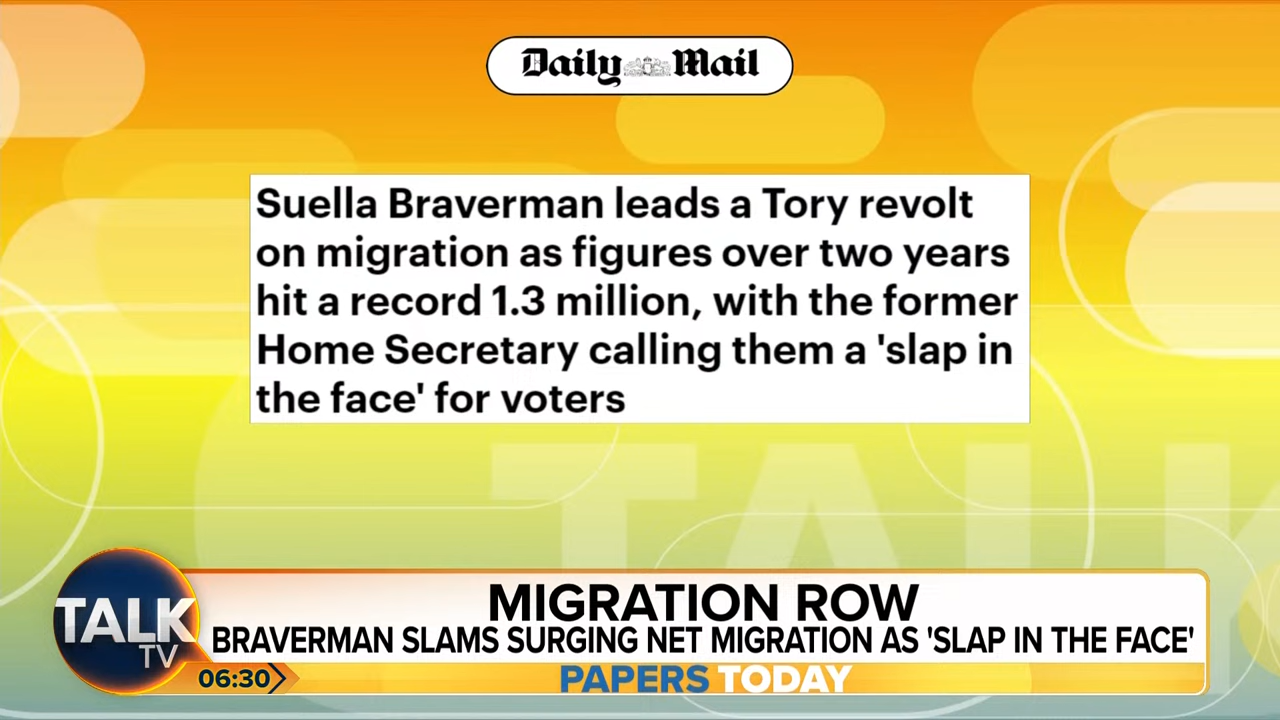 Daily Mail
Suella Braverman leads a Tory revolt
on migration as figures over two years
hit a record 1.3 million, with the former
Home Secretary calling them a 'slap in
the face' for voters
TALK
MIGRATION ROW
BRAVERMAN SLAMS SURGING NET MIGRATION AS 'SLAP IN THE FACE'
TALK
TV
06:30
PAPERS TODAY